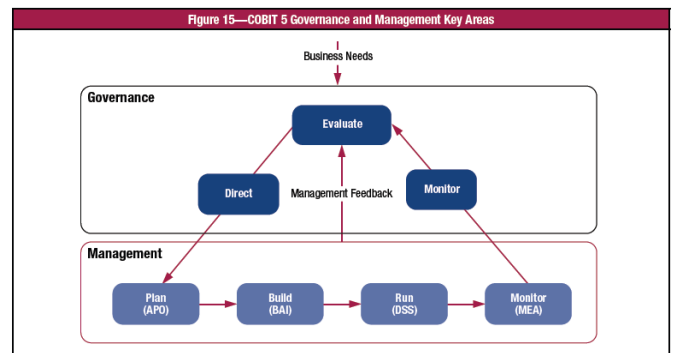 Figure 15—COBIT 5 Governance and Management Key Areas
Business Needs
Governance
Evaluate
Direct
Management Feedback
Monitor
Management
Plan
(APO)
Build
(BAI)
Run
(DSS)
Monitor
(MEA)